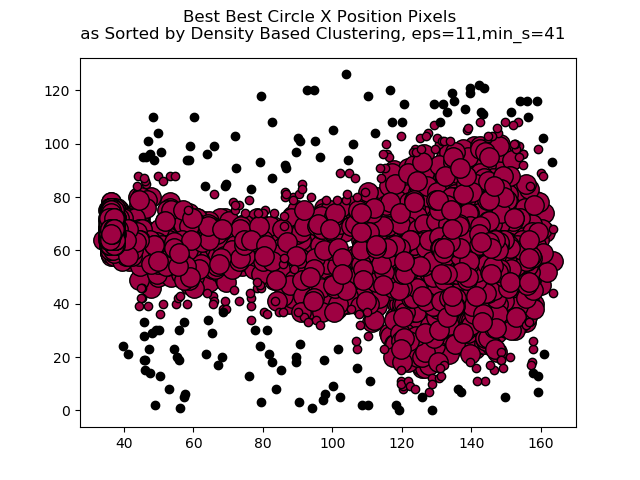 Best Best Circle X Position Pixels
as Sorted by Density Based Clustering, eps=11,min_s=41
120
100
80
60
40
20
0
40 60 80 100 120 140 160